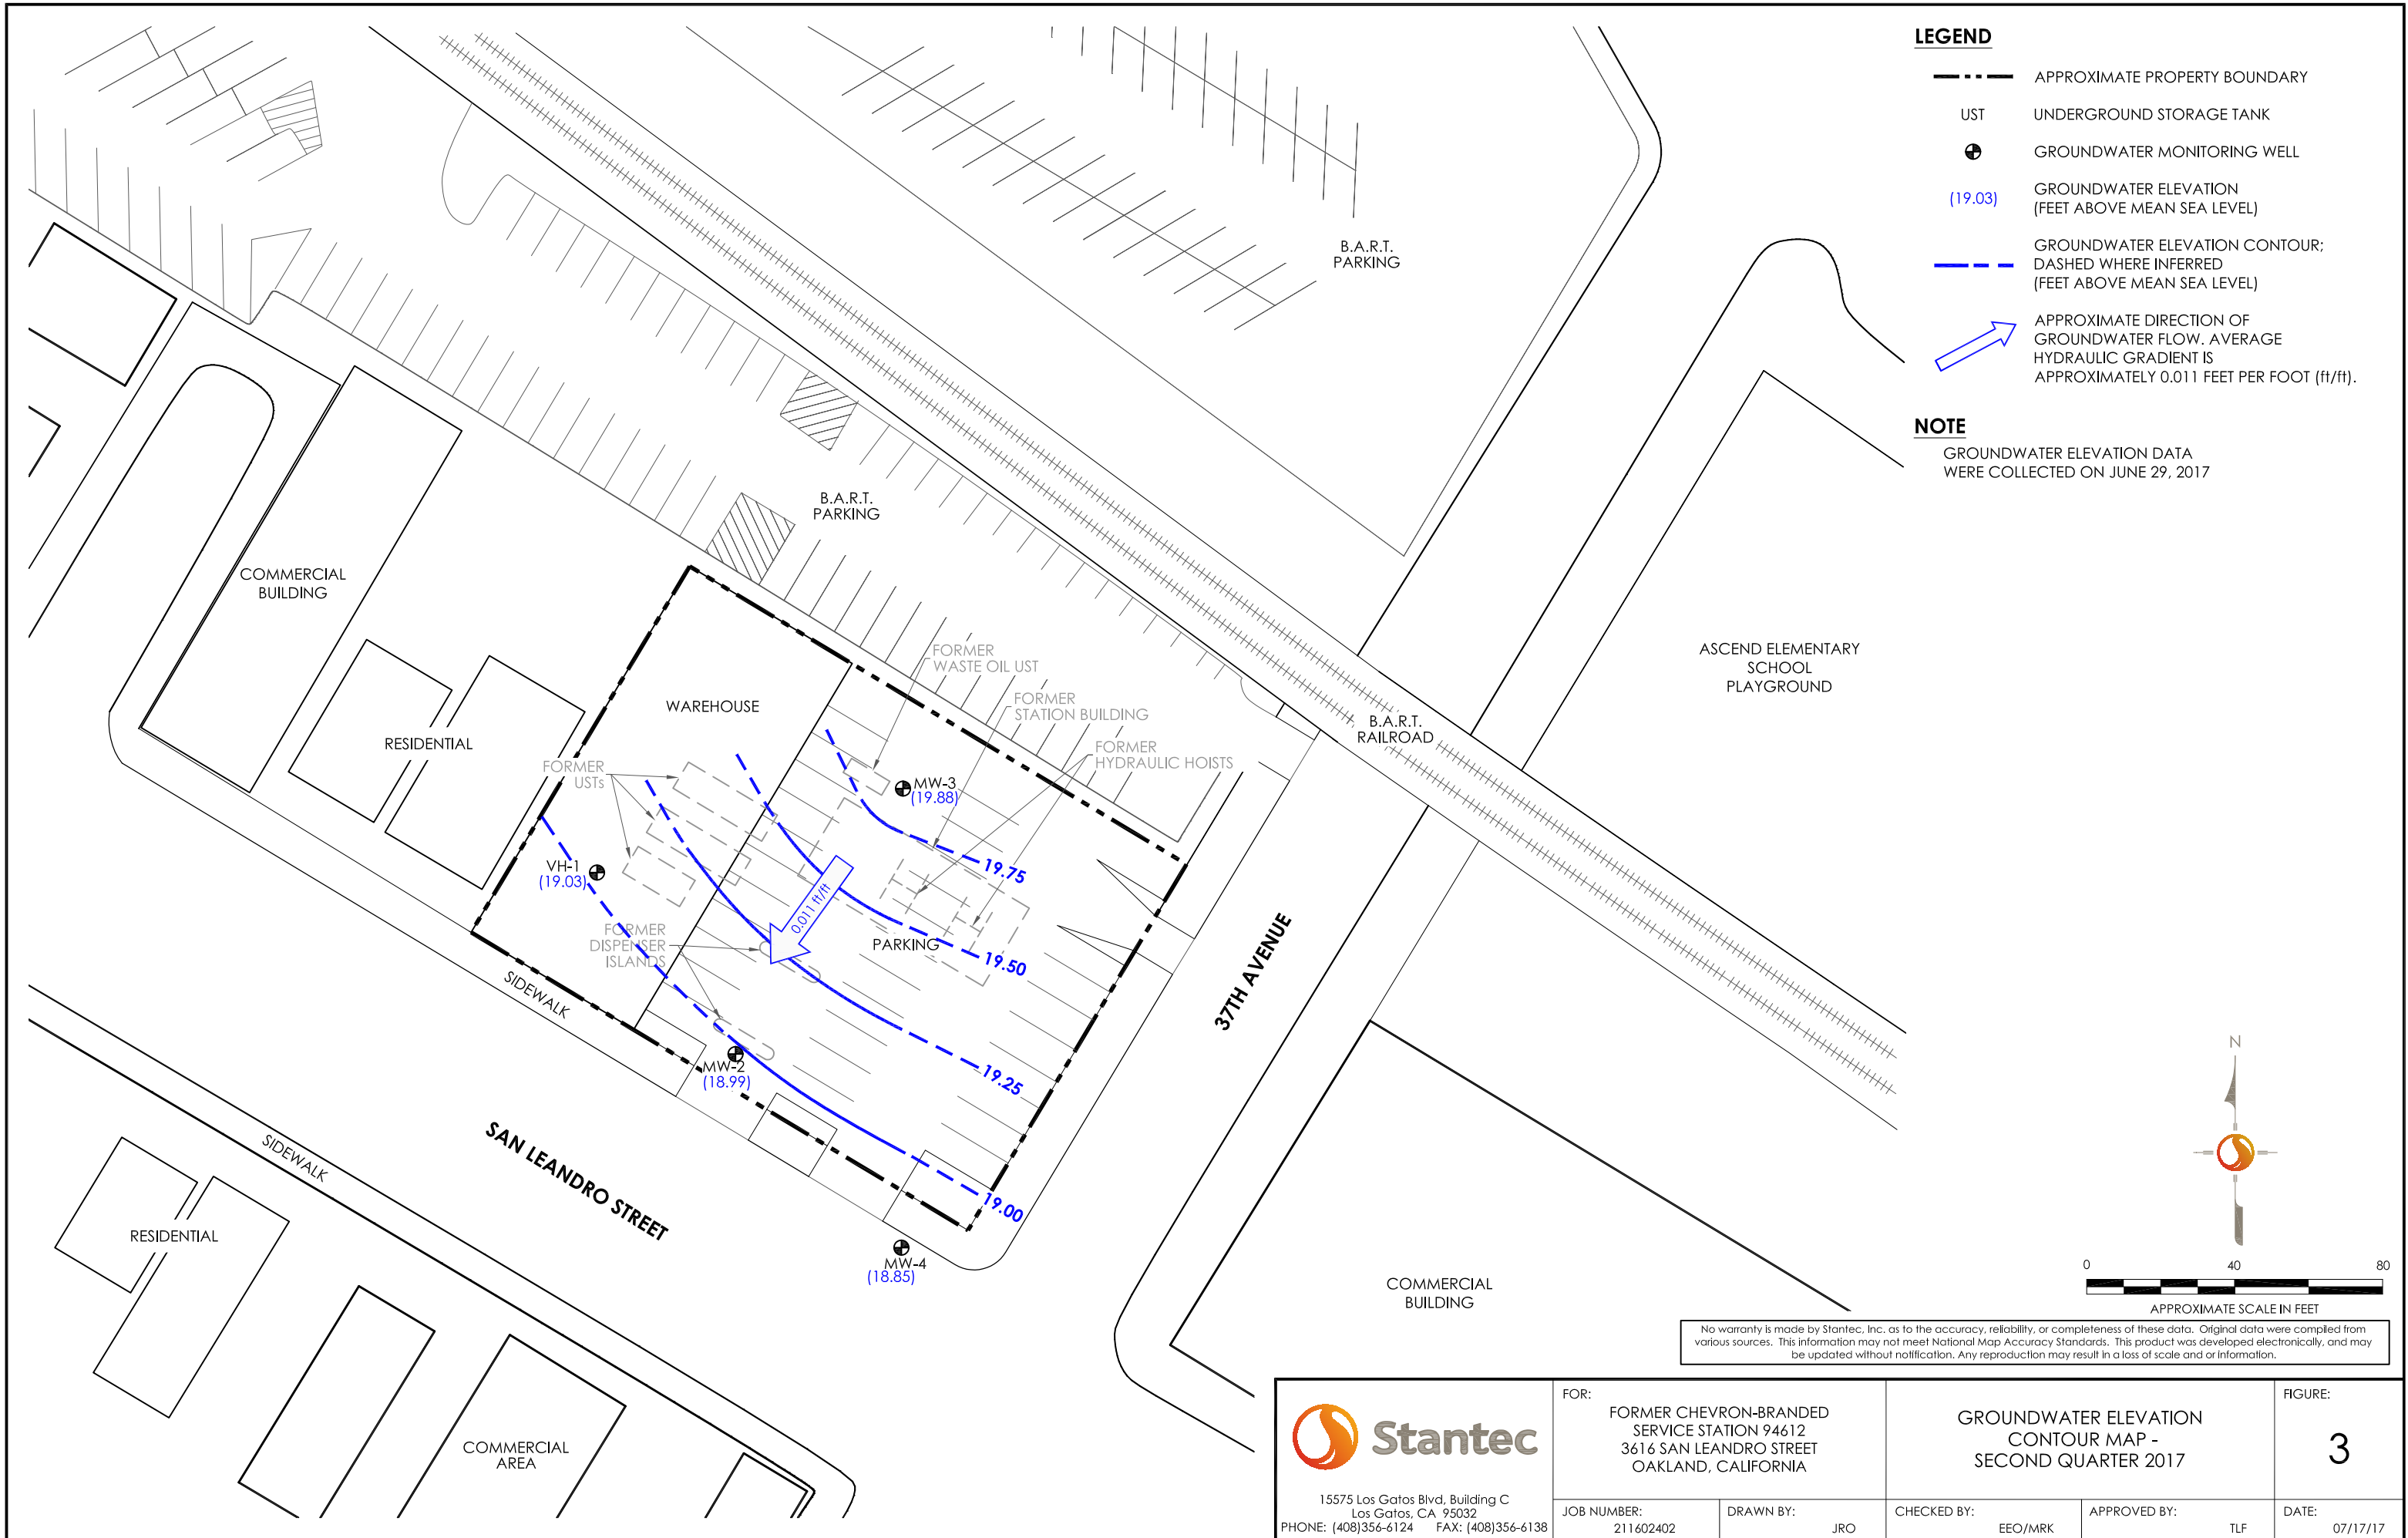 LEGEND
APPROXIMATE PROPERTY BOUNDARY
UST UNDERGROUND STORAGE TANK
GROUNDWATER MONITORING WELL
(19.03) GROUNDWATER ELEVATION
(FEET ABOVE MEAN SEA LEVEL)
GROUNDWATER ELEVATION CONTOUR;
DASHED WHERE INFERRED
(FEET ABOVE MEAN SEA LEVEL)
APPROXIMATE DIRECTION OF
GROUNDWATER FLOW. AVERAGE
HYDRAULIC GRADIENT IS
APPROXIMATELY 0.011 FEET PER FOOT (ft/ft).
NOTE
GROUNDWATER ELEVATION DATA
WERE COLLECTED ON JUNE 29, 2017
B.A.R.T.
PARKING
B.A.R.T.
PARKING
COMMERCIAL
BUILDING
RESIDENTIAL
WAREHOUSE
FORMER
WASTE OIL UST
FORMER
STATION BUILDING
FORMER
HYDRAULIC HOISTS
B.A.R.T.
RAILROAD
ASCEND ELEMENTARY
SCHOOL
PLAYGROUND
FORMER
USTs
MW-3
(19.88)
VH-1
(19.03)
19.75
0.011 ft/ft
FORMER
DISPENSER
ISLANDS
PARKING
19.50
37TH AVENUE
SIDEWALK
MW-2
(18.99)
19.25
19.00
SAN LEANDRO STREET
SIDEWALK
RESIDENTIAL
MW-4
(18.85)
COMMERCIAL
BUILDING
COMMERCIAL
AREA
N
0 40 80
APPROXIMATE SCALE IN FEET
No warranty is made by Stantec, Inc. as to the accuracy, reliability, or completeness of these data. Original data were compiled from
various sources. This information may not meet National Map Accuracy Standards. This product was developed electronically, and may
be updated without notification. Any reproduction may result in a loss of scale and or information.
Stantec
15575 Los Gatos Blvd, Building C
Los Gatos, CA 95032
PHONE: (408)356-6124 FAX: (408)356-6138
FOR:
FORMER CHEVRON-BRANDED
SERVICE STATION 94612
3616 SAN LEANDRO STREET
OAKLAND, CALIFORNIA
GROUNDWATER ELEVATION
CONTOUR MAP -
SECOND QUARTER 2017
FIGURE:
3
JOB NUMBER:
211602402
DRAWN BY:
JRO
CHECKED BY:
EEO/MRK
APPROVED BY:
TLF
DATE:
07/17/17